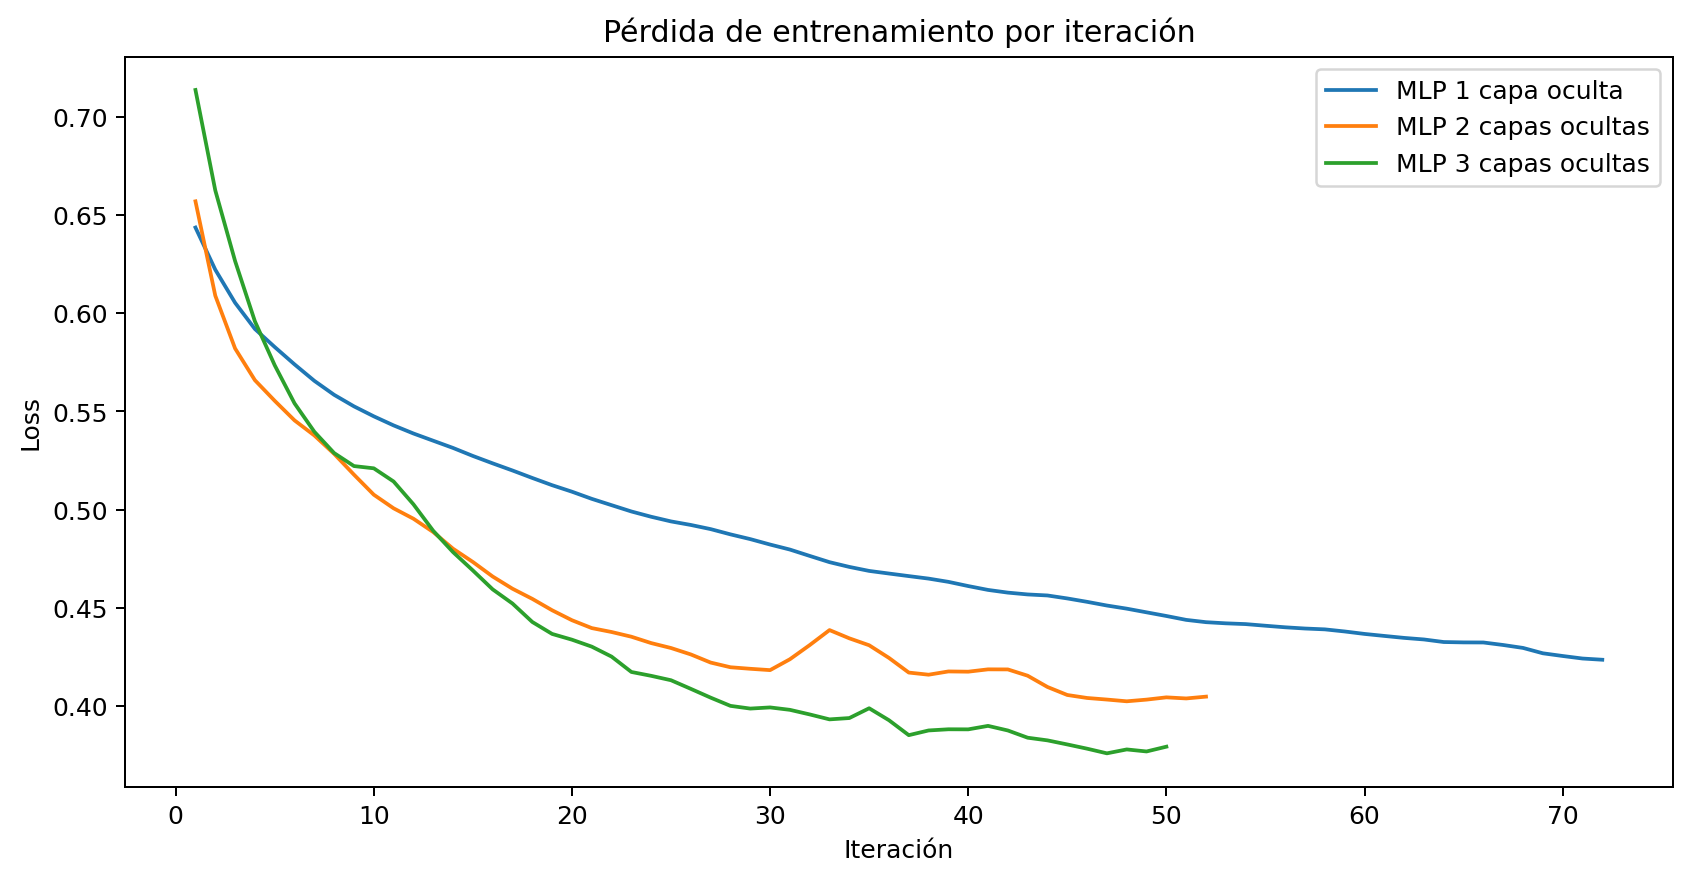 Pérdida de entrenamiento por iteración
MLP 1 capa oculta
MLP 2 capas ocultas
MLP 3 capas ocultas
0.70
0.65
0.60
0.55
0.50
0.45
0.40
Loss
0 10 20 30 40 50 60 70
Iteración